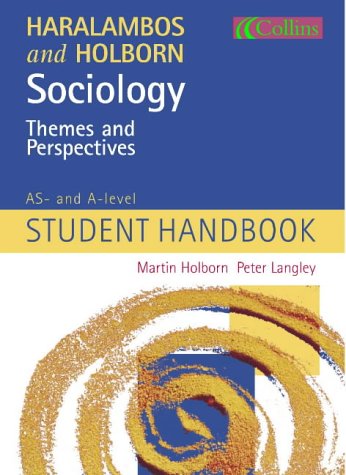 HARALAMBOS
and HOLBORN
Collins
Sociology
Themes and
Perspectives
AS- and A-level
STUDENT HANDBOOK
Martin Holborn Peter Langley